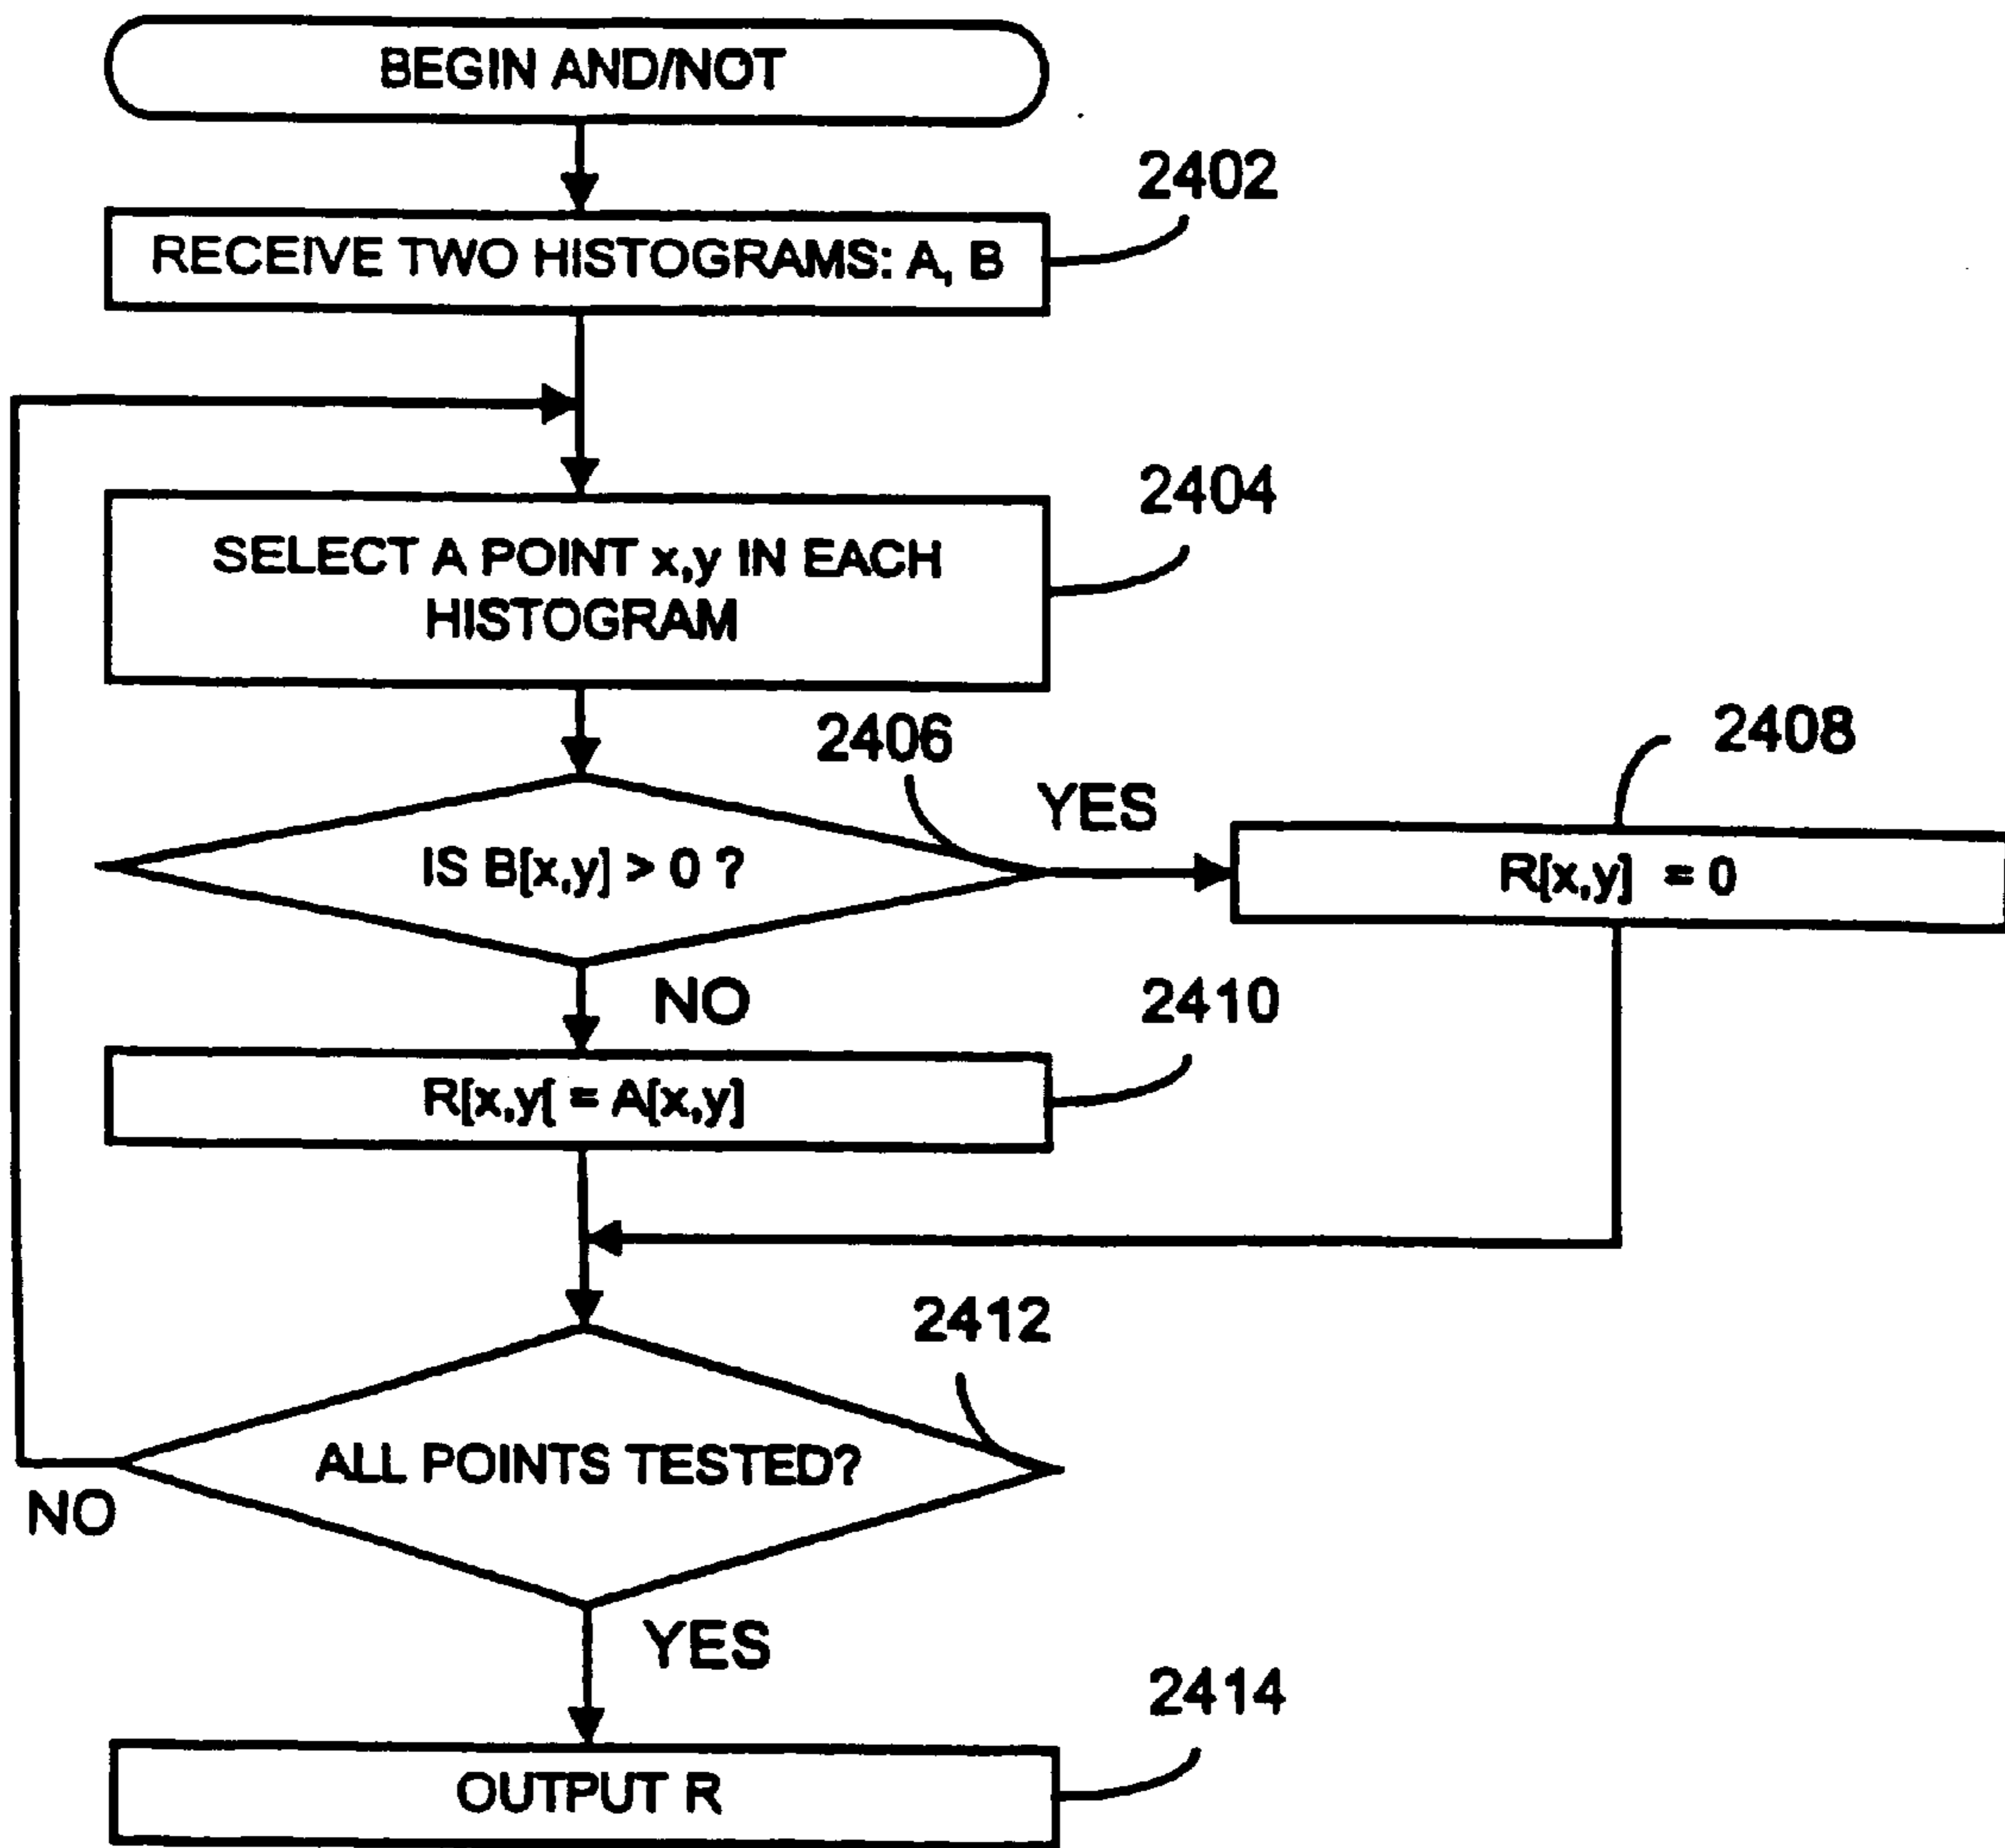 BEGIN AND/NOT
2402
RECEIVE TWO HISTOGRAMS: A, B
2404
SELECT A POINT x,y IN EACH
HISTOGRAM
2406
YES
2408
IS B[x,y] > 0 ?
R[x,y] = 0
NO
2410
R[x,y[ = A[x,y]
2412
ALL POINTS TESTED?
NO
YES
2414
OUTPUT R